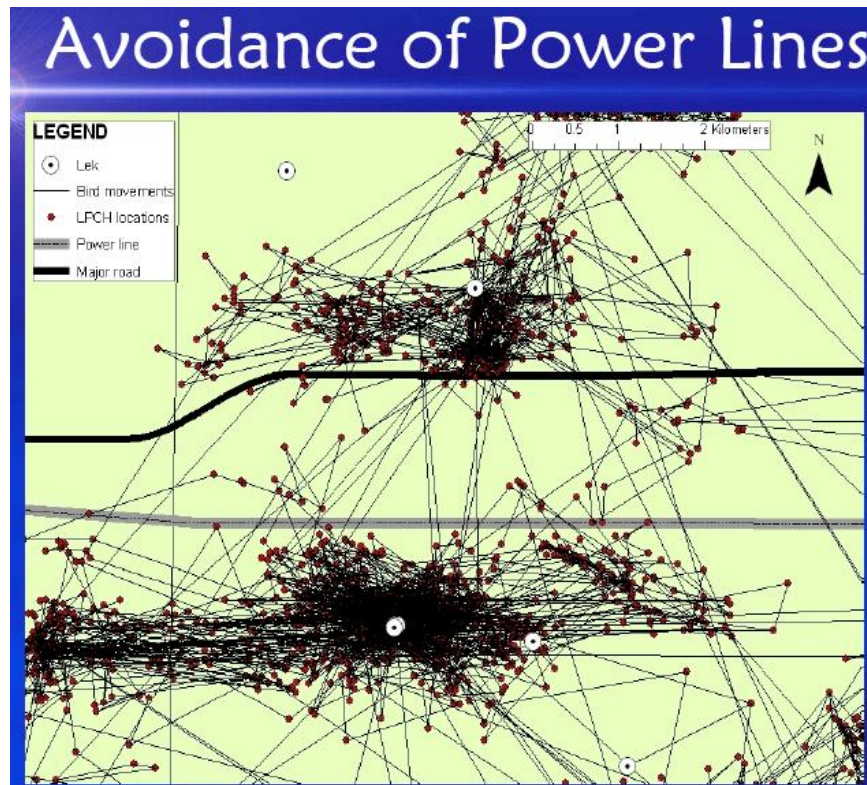 Avoidance of Power Lines
LEGEND
Lek
Bird movements
LPCH locations
Power line
Major road
0 0.5 1 2 Kilometers
N